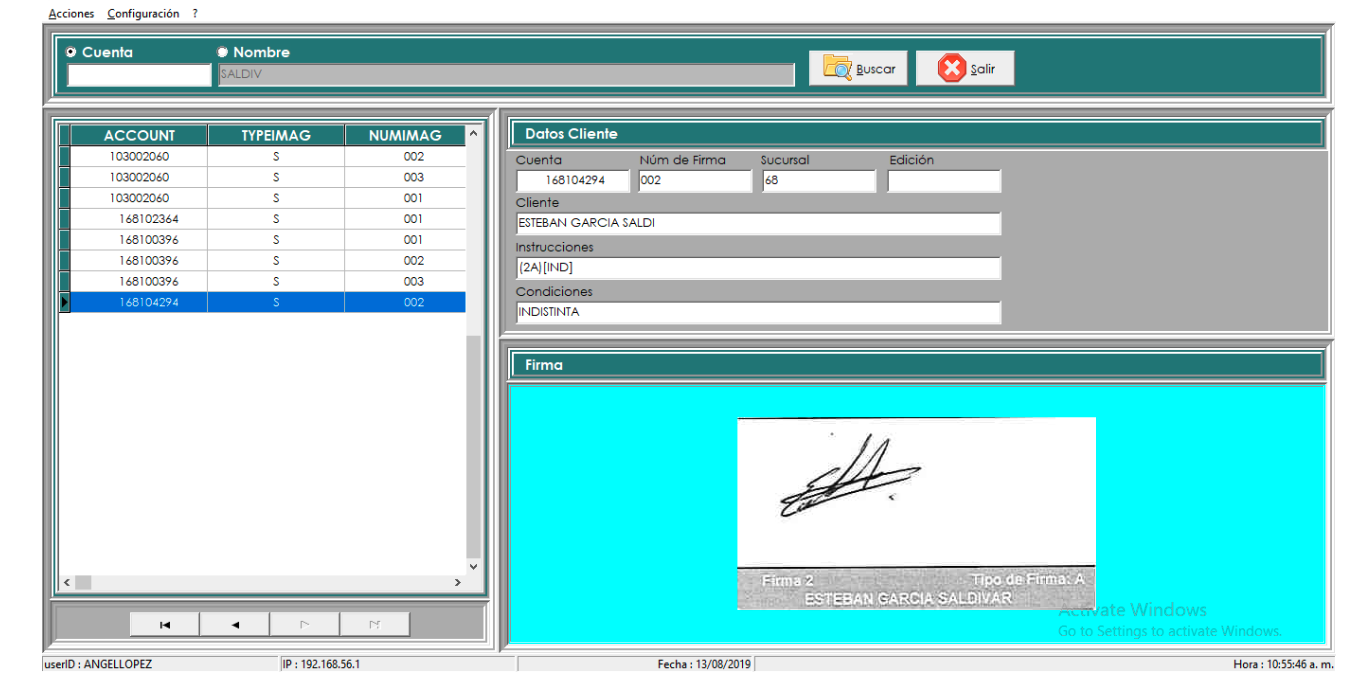 Acciones Configuración ?
Cuenta Nombre
SALDIV
Buscar Salir
ACCOUNT TYPEIMAG NUMIMAG
103002060 S 002
103002060 S 003
103002060 S 001
168102364 S 001
168100396 S 001
168100396 S 002
168100396 S 003
168104294 S 002
Datos Cliente
Cuenta Núm de Firma Sucursal Edición
168104294 002 68
Cliente
ESTEBAN GARCIA SALDI
Instrucciones
(2A)[IND]
Condiciones
INDISTINTA
Firma
Firma 2 Tipo de Firma: A
ESTEBAN GARCIA SALDIVAR
Activate Windows
Go to Settings to activate Windows.
userID : ANGELLOPEZ IP : 192.168.56.1 Fecha : 13/08/2019 Hora : 10:55:46 a. m.